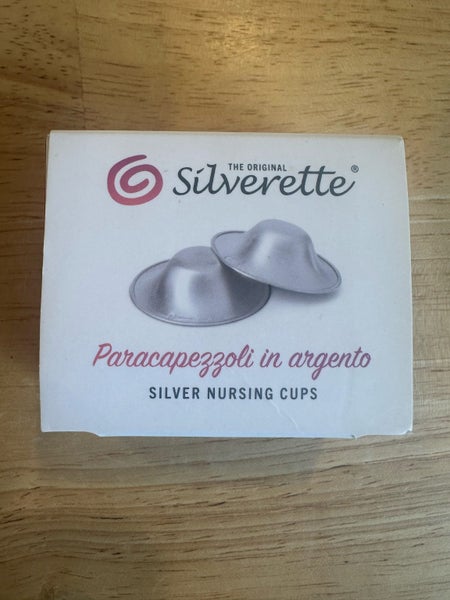 THE ORIGINAL
Silverette®
Paracapezzoli in argento
SILVER NURSING CUPS